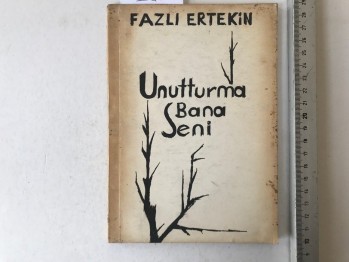 FAZLI ERTEKİN
Unutturma
Bana
Seni